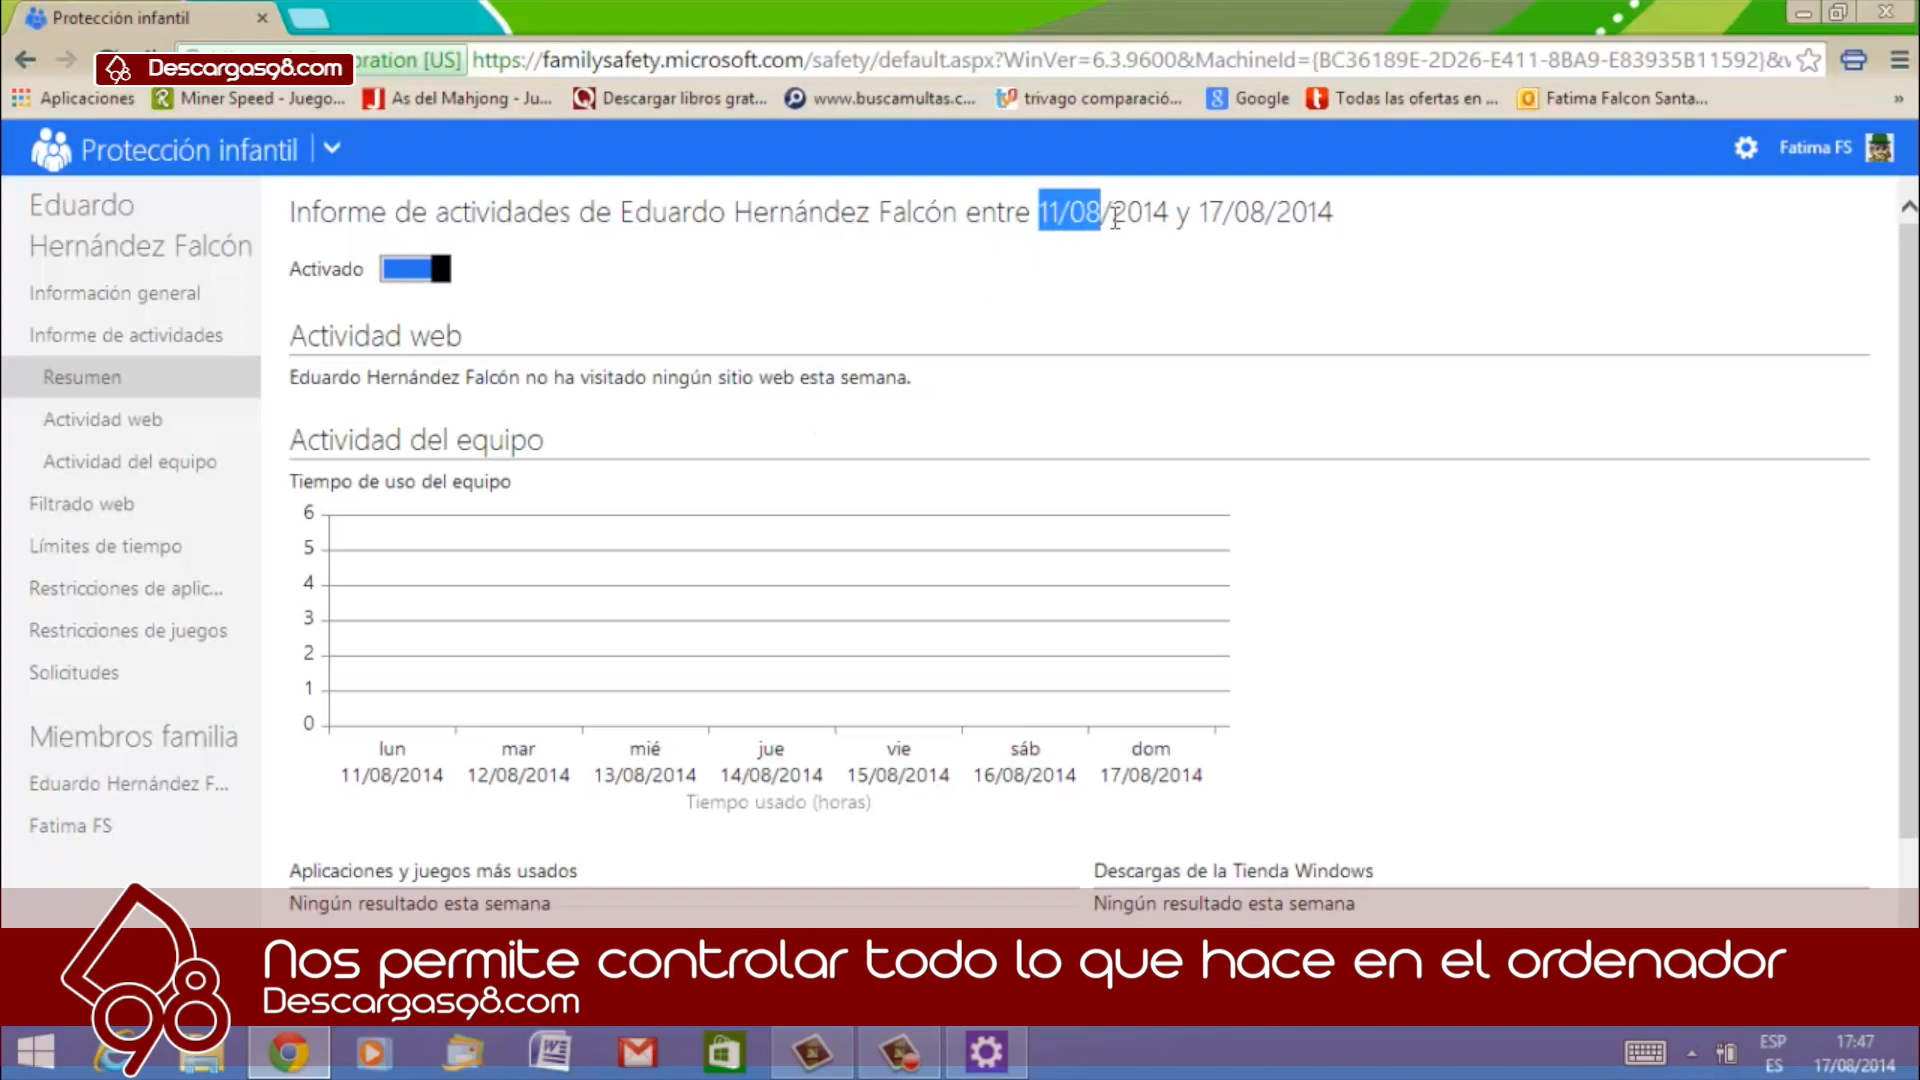 Protección infantil
Descargas98.com
oration [US] https://familysafety.microsoft.com/safety/default.aspx?WinVer=6.3.9600&MachineId={BC36189E-2D26-E411-8BA9-E83935B11592}&v
Aplicaciones Miner Speed - Juego... As del Mahjong - Ju... Descargar libros grat... www.buscamultas.c... trivago comparació... Google Todas las ofertas en ... Fatima Falcon Santa... »
Protección infantil
Fatima FS
Eduardo
Hernández Falcón
Información general
Informe de actividades
Resumen
Actividad web
Actividad del equipo
Filtrado web
Límites de tiempo
Restricciones de aplic...
Restricciones de juegos
Solicitudes
Miembros familia
Eduardo Hernández F...
Fatima FS
Informe de actividades de Eduardo Hernández Falcón entre 11/08/2014 y 17/08/2014
Activado
Actividad web
Eduardo Hernández Falcón no ha visitado ningún sitio web esta semana.
Actividad del equipo
Tiempo de uso del equipo
6
5
4
3
2
1
0
lun mar mié jue vie sáb dom
11/08/2014 12/08/2014 13/08/2014 14/08/2014 15/08/2014 16/08/2014 17/08/2014
Tiempo usado (horas)
Aplicaciones y juegos más usados
Ningún resultado esta semana
Descargas de la Tienda Windows
Ningún resultado esta semana
98
Nos permite controlar todo lo que hace en el ordenador
Descargas98.com
ESP
ES
17:47
17/08/2014